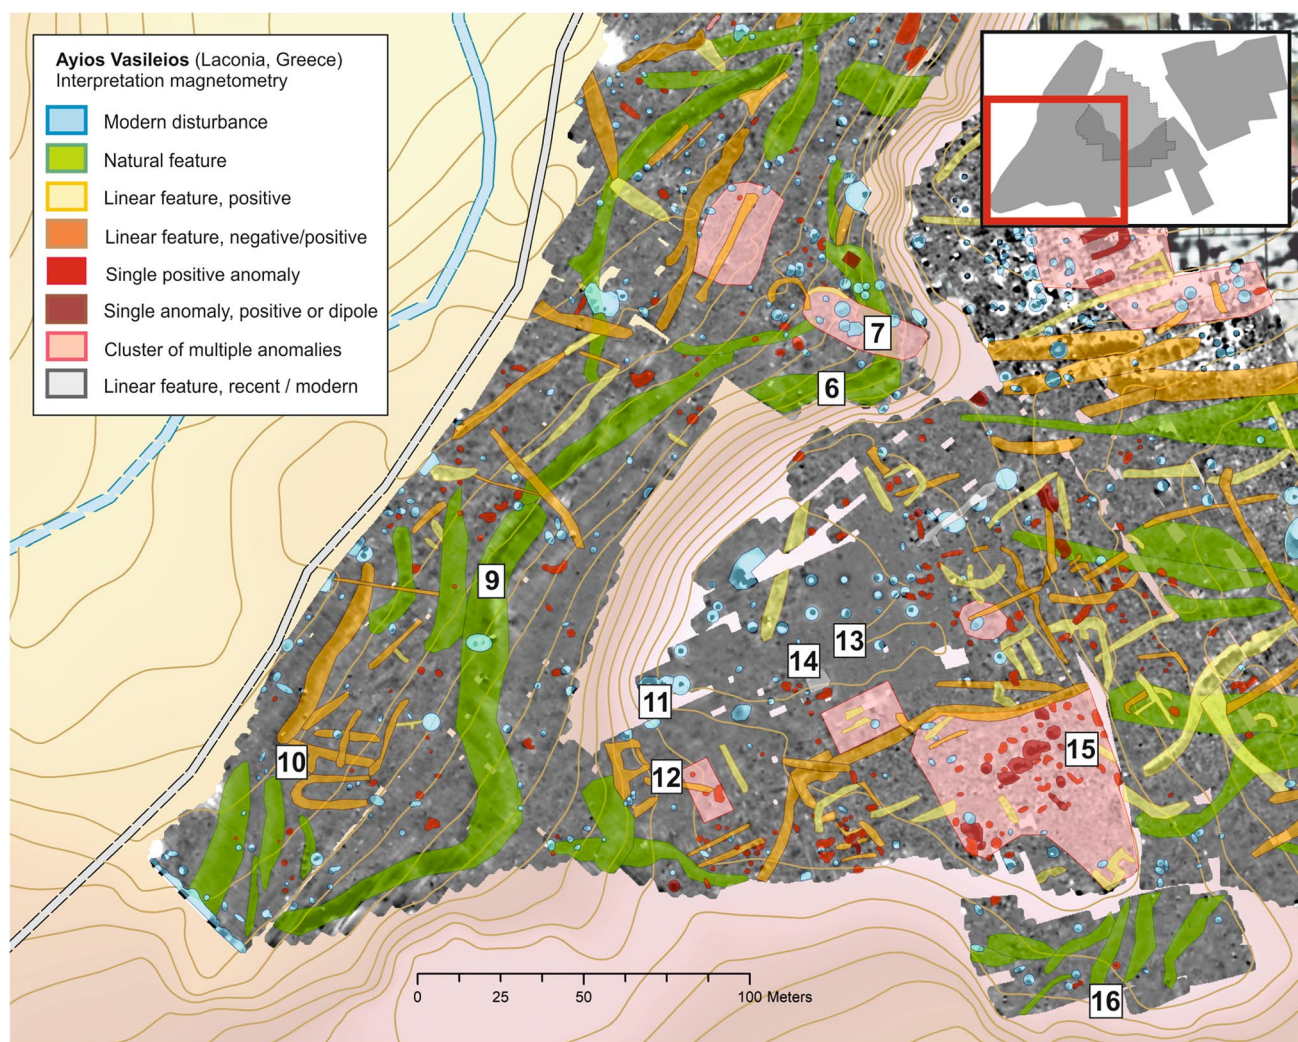 Ayios Vasileios (Laconia, Greece)
Interpretation magnetometry
Modern disturbance
Natural feature
Linear feature, positive
Linear feature, negative/positive
Single positive anomaly
Single anomaly, positive or dipole
Cluster of multiple anomalies
Linear feature, recent / modern
7
6
9
13
14
11
15
10
12
0 25 50 100 Meters
16